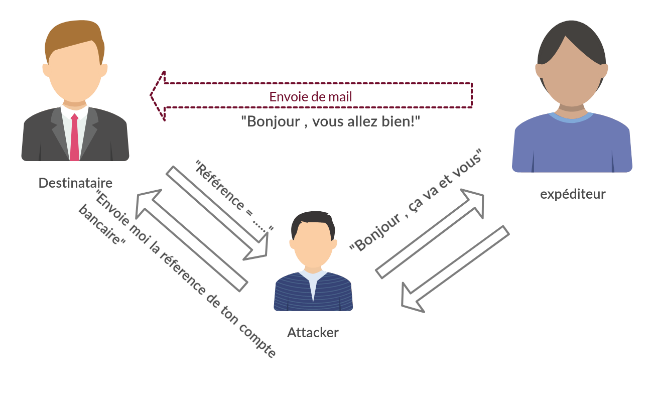 Envoie de mail
"Bonjour , vous allez bien!"
Destinataire
expéditeur
"Référence = ....."
"Bonjour , ça va et vous"
"Envoie moi la réference de ton compte
bancaire"
Attacker